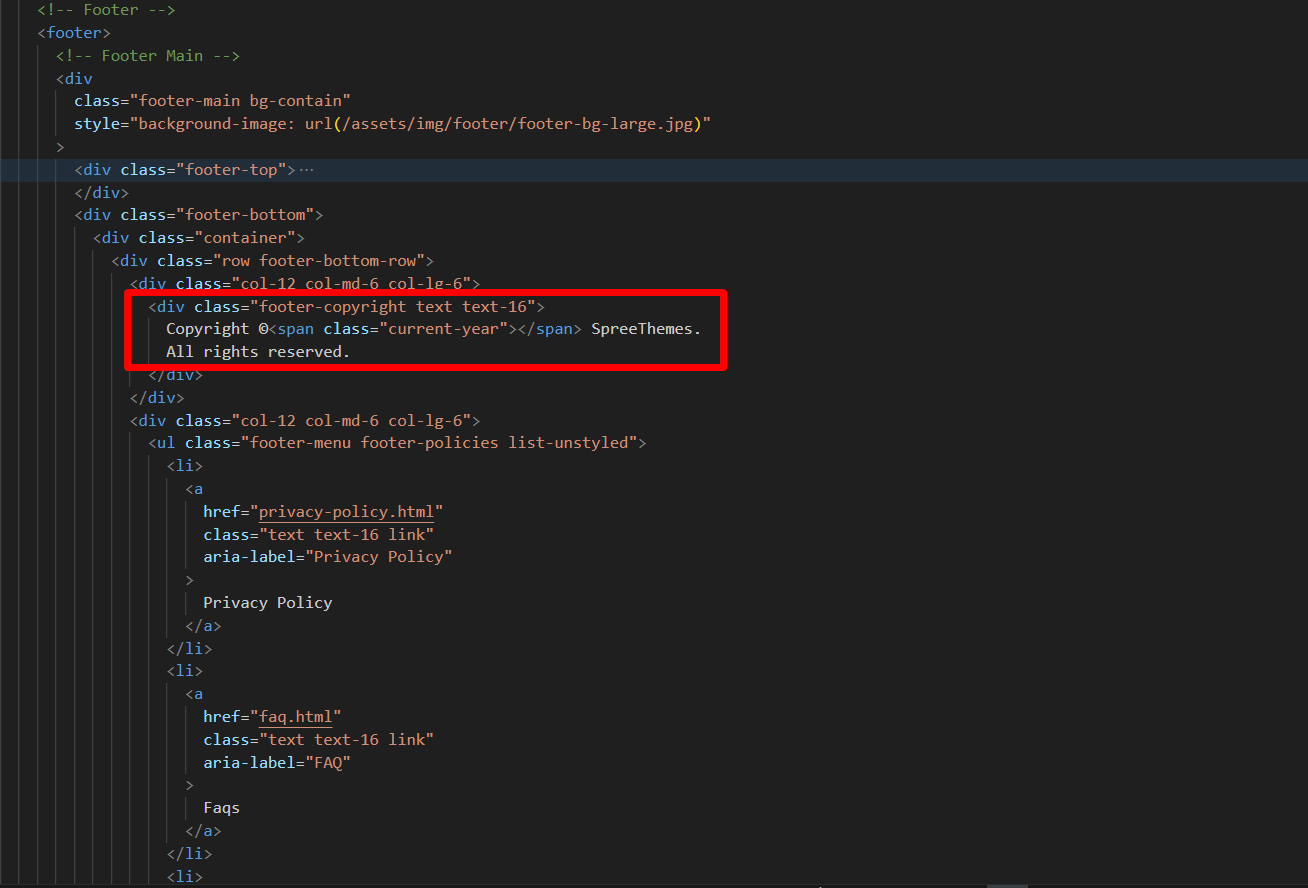 <!-- Footer -->
<footer>
<!-- Footer Main -->
<div
class="footer-main bg-contain"
style="background-image: url(/assets/img/footer/footer-bg-large.jpg)"
>
<div class="footer-top">···
</div>
<div class="footer-bottom">
<div class="container">
<div class="row footer-bottom-row">
<div class="col-12 col-md-6 col-lg-6">
<div class="footer-copyright text text-16">
Copyright ©<span class="current-year"></span> SpreeThemes.
All rights reserved.
</div>
</div>
<div class="col-12 col-md-6 col-lg-6">
<ul class="footer-menu footer-policies list-unstyled">
<li>
<a
href="privacy-policy.html"
class="text text-16 link"
aria-label="Privacy Policy"
>
Privacy Policy
</a>
</li>
<li>
<a
href="faq.html"
class="text text-16 link"
aria-label="FAQ"
>
Faqs
</a>
</li>
<li>